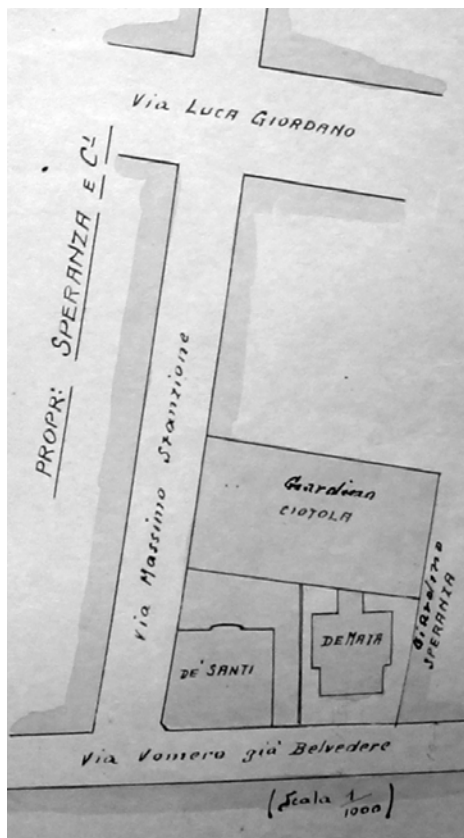 Via LUCA GIORDANO
PROPR: SPERANZA E C.i
Via Massimo Stanzione
Giardino
CIOTOLA
Giardino
SPERANZA
DE' SANTI
DE MATA
Via Vomero già Belvedere
(Scala 1/1000)